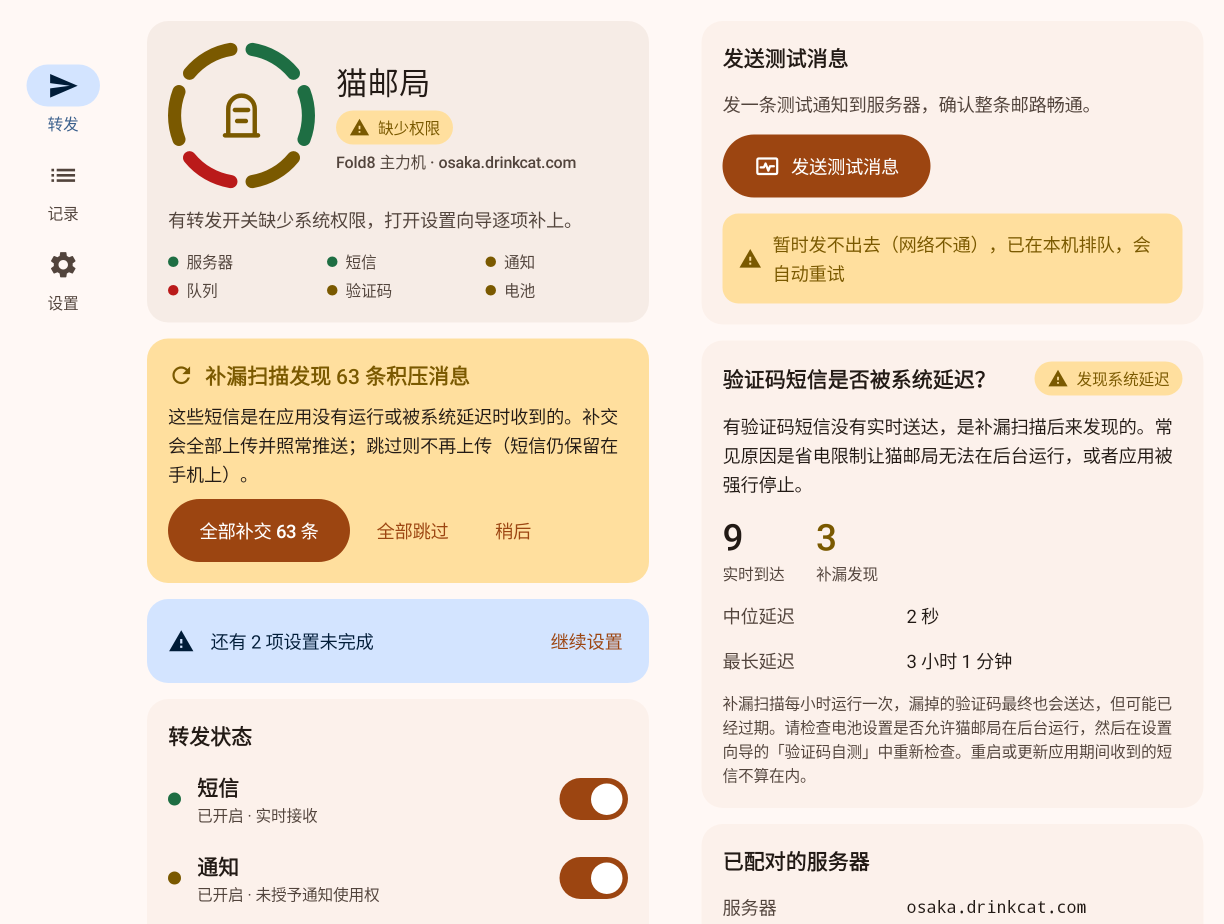 转发
记录
设置
猫邮局
缺少权限
Fold8 主力机 · osaka.drinkcat.com
有转发开关缺少系统权限，打开设置向导逐项补上。
服务器
短信
通知
队列
验证码
电池
补漏扫描发现 63 条积压消息
这些短信是在应用没有运行或被系统延迟时收到的。补交
会全部上传并照常推送；跳过则不再上传（短信仍保留在
手机上）。
全部补交 63 条
全部跳过
稍后
还有 2 项设置未完成
继续设置
转发状态
短信
已开启 · 实时接收
通知
已开启 · 未授予通知使用权
发送测试消息
发一条测试通知到服务器，确认整条邮路畅通。
发送测试消息
暂时发不出去（网络不通），已在本机排队，会
自动重试
验证码短信是否被系统延迟？
发现系统延迟
有验证码短信没有实时送达，是补漏扫描后来发现的。常
见原因是省电限制让猫邮局无法在后台运行，或者应用被
强行停止。
9
3
实时到达
补漏发现
中位延迟
2 秒
最长延迟
3 小时 1 分钟
补漏扫描每小时运行一次，漏掉的验证码最终也会送达，但可能已
经过期。请检查电池设置是否允许猫邮局在后台运行，然后在设置
向导的「验证码自测」中重新检查。重启或更新应用期间收到的短
信不算在内。
已配对的服务器
服务器
osaka.drinkcat.com